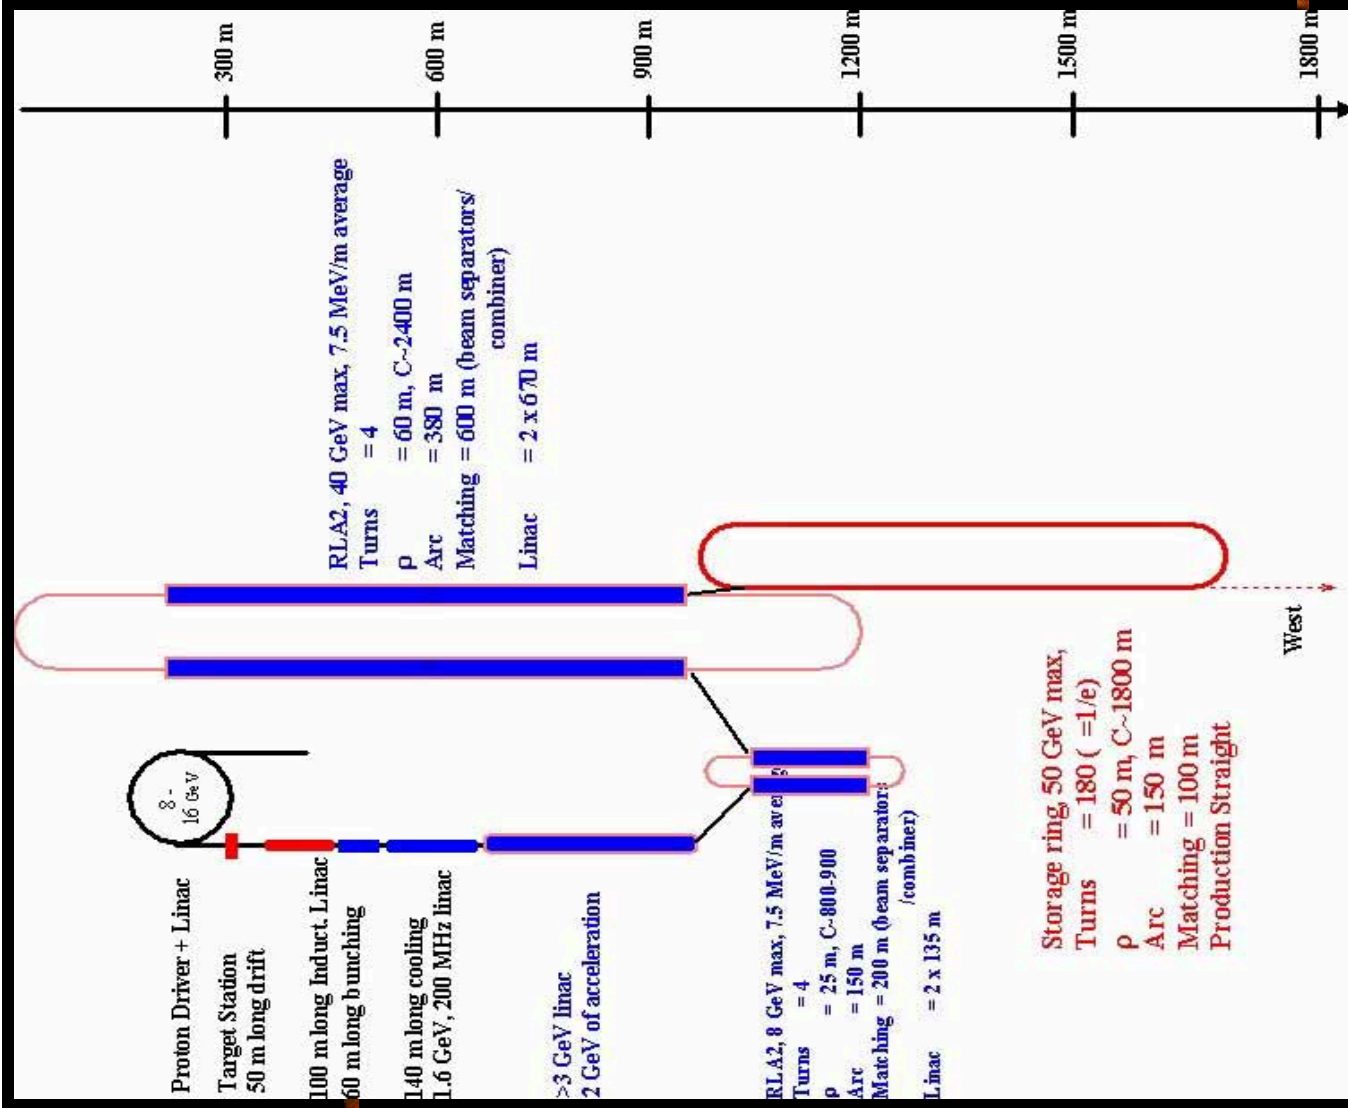 300 m
600 m
900 m
1200 m
1500 m
1800 m
RLA2, 40 GeV max, 7.5 MeV/m average
Turns = 4
ρ = 60 m, C~2400 m
Arc = 380 m
Matching = 600 m (beam separators/
combiner)
Linac = 2 x 670 m
8 -
16 GeV
West
Proton Driver + Linac
Target Station
50 m long drift
100 m long Induct. Linac
60 m long bunching
140 m long cooling
1.6 GeV, 200 MHz linac
>3 GeV linac
2 GeV of acceleration
RLA2, 8 GeV max, 7.5 MeV/m average
Turns = 4
ρ = 25 m, C~800-900
Arc = 150 m
Matching = 200 m (beam separators
/combiner)
Linac = 2 x 135 m
Storage ring, 50 GeV max,
Turns = 180 ( =1/e)
ρ = 50 m, C~1800 m
Arc = 150 m
Matching = 100 m
Production Straight